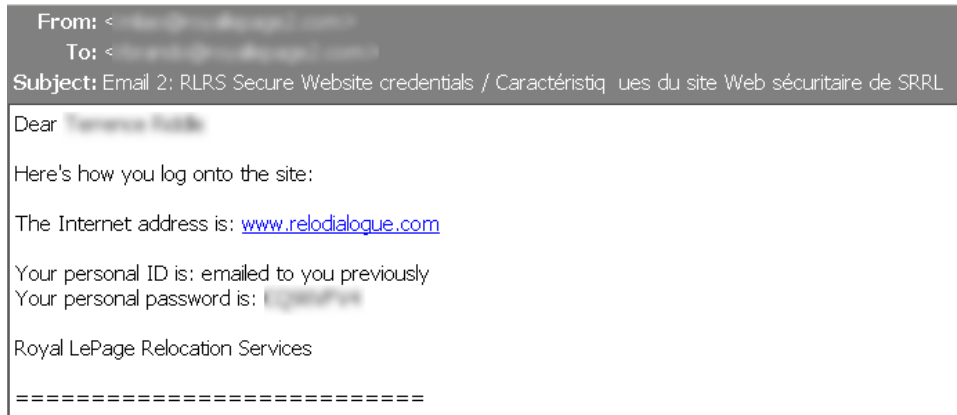 From: <
To: <
Subject: Email 2: RLRS Secure Website credentials / Caractéristiq ues du site Web sécuritaire de SRRL
Dear
Here's how you log onto the site:
The Internet address is: www.relodialogue.com
Your personal ID is: emailed to you previously
Your personal password is:
Royal LePage Relocation Services
===========================